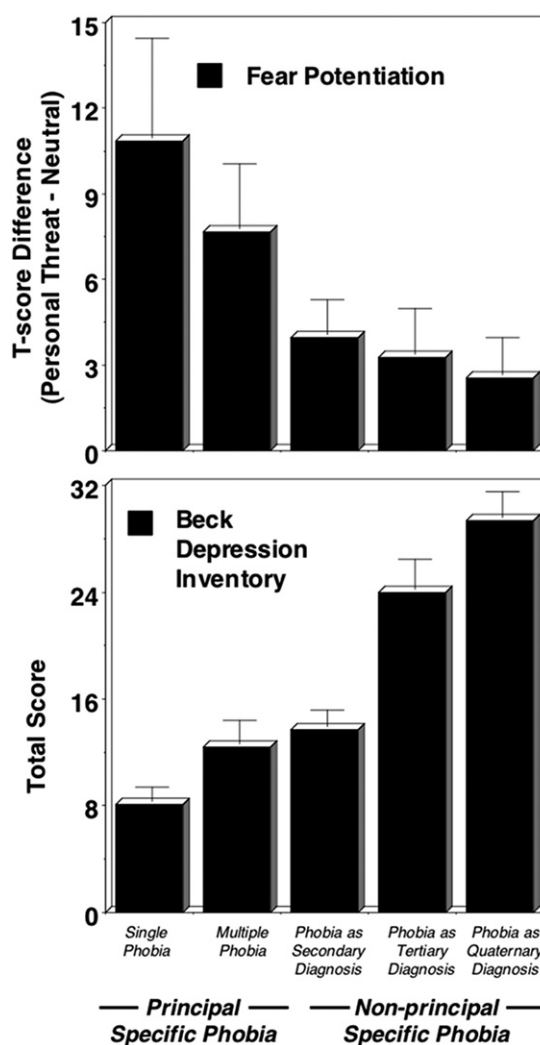 15
Fear Potentiation
12
9
6
3
0
T-score Difference
(Personal Threat - Neutral)
32
Beck
Depression
Inventory
24
16
8
0
Total Score
Single
Phobia
Multiple
Phobia
Phobia as
Secondary
Diagnosis
Phobia as
Tertiary
Diagnosis
Phobia as
Quaternary
Diagnosis
Principal
Specific Phobia
Non-principal
Specific Phobia